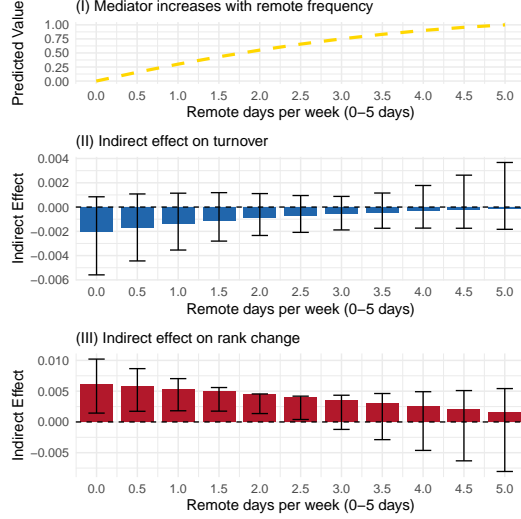 (I) Mediator increases with remote frequency
Predicted Value
1.00
0.75
0.50
0.25
0.00
0.0 0.5 1.0 1.5 2.0 2.5 3.0 3.5 4.0 4.5 5.0
Remote days per week (0−5 days)
(II) Indirect effect on turnover
Indirect Effect
0.004
0.002
0.000
−0.002
−0.004
−0.006
0.0 0.5 1.0 1.5 2.0 2.5 3.0 3.5 4.0 4.5 5.0
Remote days per week (0−5 days)
(III) Indirect effect on rank change
Indirect Effect
0.010
0.005
0.000
−0.005
0.0 0.5 1.0 1.5 2.0 2.5 3.0 3.5 4.0 4.5 5.0
Remote days per week (0−5 days)